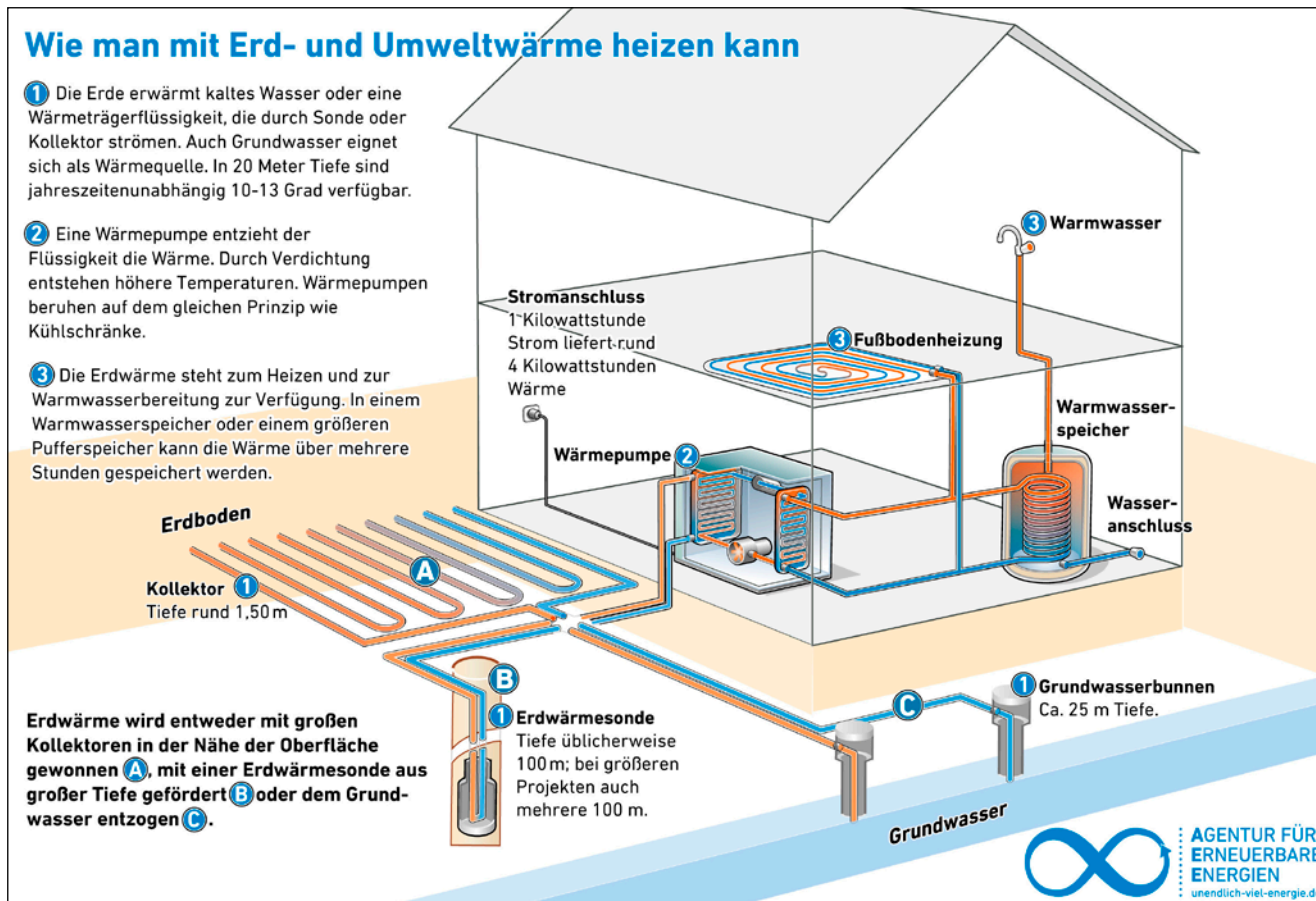 Wie man mit Erd- und Umweltwärme heizen kann
1 Die Erde erwärmt kaltes Wasser oder eine
Wärmeträgerflüssigkeit, die durch Sonde oder
Kollektor strömen. Auch Grundwasser eignet
sich als Wärmequelle. In 20 Meter Tiefe sind
jahreszeitenunabhängig 10-13 Grad verfügbar.
2 Eine Wärmepumpe entzieht der
Flüssigkeit die Wärme. Durch Verdichtung
entstehen höhere Temperaturen. Wärmepumpen
beruhen auf dem gleichen Prinzip wie
Kühlschränke.
3 Die Erdwärme steht zum Heizen und zur
Warmwasserbereitung zur Verfügung. In einem
Warmwasserspeicher oder einem größeren
Pufferspeicher kann die Wärme über mehrere
Stunden gespeichert werden.
3 Warmwasser
Stromanschluss
1 Kilowattstunde
Strom liefert rund
4 Kilowattstunden
Wärme
3 Fußbodenheizung
Warmwasser-
speicher
Wärmepumpe 2
Wasser-
anschluss
Erdboden
A
Kollektor 1
Tiefe rund 1,50 m
B
1 Erdwärmesonde
Tiefe üblicherweise
100 m; bei größeren
Projekten auch
mehrere 100 m.
C
1 Grundwasserbunnen
Ca. 25 m Tiefe.
Grundwasser
Erdwärme wird entweder mit großen
Kollektoren in der Nähe der Oberfläche
gewonnen A, mit einer Erdwärmesonde aus
großer Tiefe gefördert B oder dem Grund-
wasser entzogen C.
AGENTUR FÜR
ERNEUERBARE
ENERGIEN
unendlich-viel-energie.d